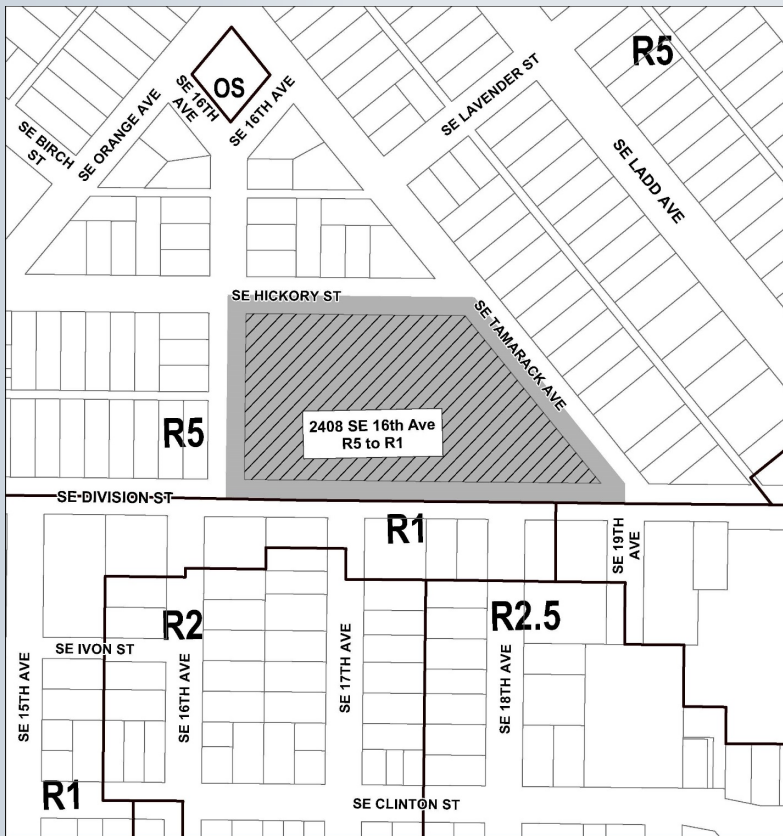 R5
OS
SE 16TH
AVE
SE 16TH AVE
SE LAVENDER ST
SE ORANGE AVE
SE BIRCH
ST
SE LADD AVE
SE HICKORY ST
SE TAMARACK AVE
2408 SE 16th Ave
R5 to R1
R5
SE DIVISION ST
R1
SE 19TH
AVE
R2
R2.5
SE IVON ST
SE 15TH AVE
SE 16TH AVE
SE 17TH AVE
SE 18TH AVE
R1
SE CLINTON ST